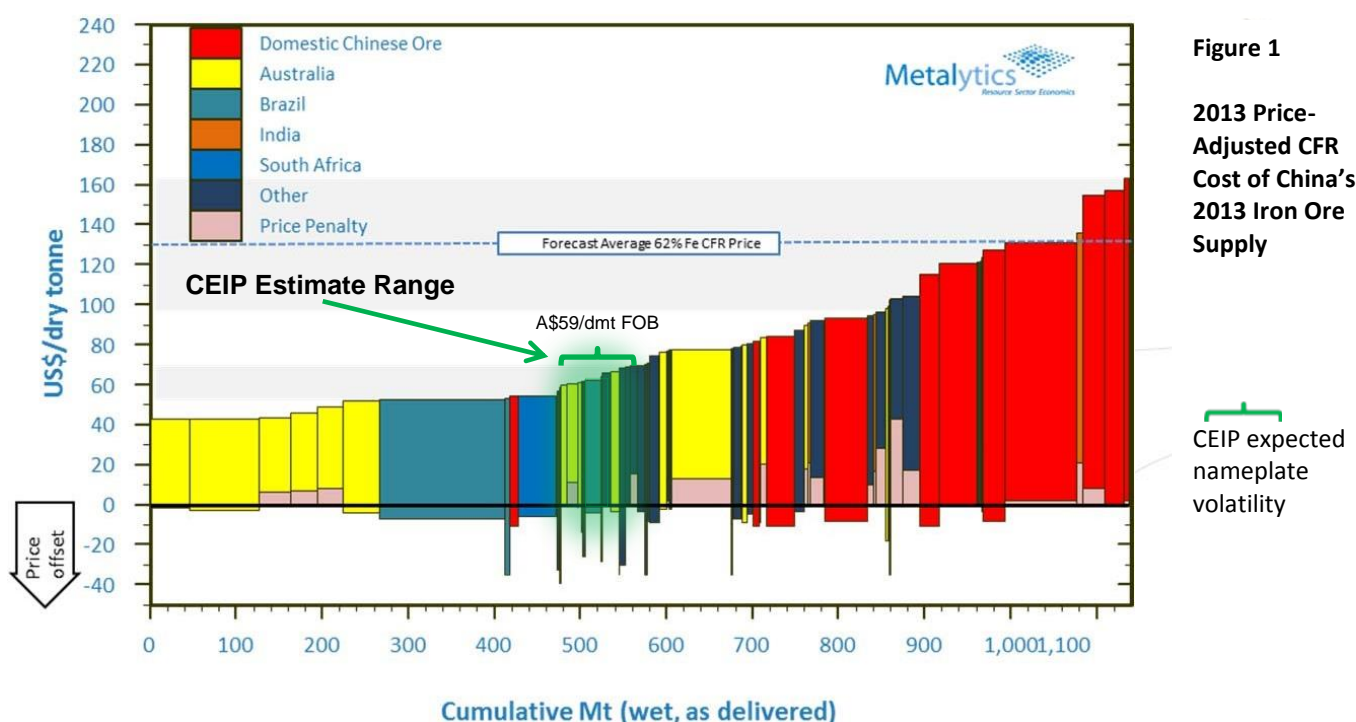 240
220
200
180
160
140
120
100
80
60
40
20
0
-20
-40
US$/dry tonne
Price
offset
Domestic Chinese Ore
Australia
Brazil
India
South Africa
Other
Price Penalty
Metalytics
Resource Sector Economics
Forecast Average 62% Fe CFR Price
CEIP Estimate Range
A$59/dmt FOB
0 100 200 300 400 500 600 700 800 900 1,000 1,100
Cumulative Mt (wet, as delivered)
Figure 1
2013 Price-
Adjusted CFR
Cost of China's
2013 Iron Ore
Supply
CEIP expected
nameplate
volatility